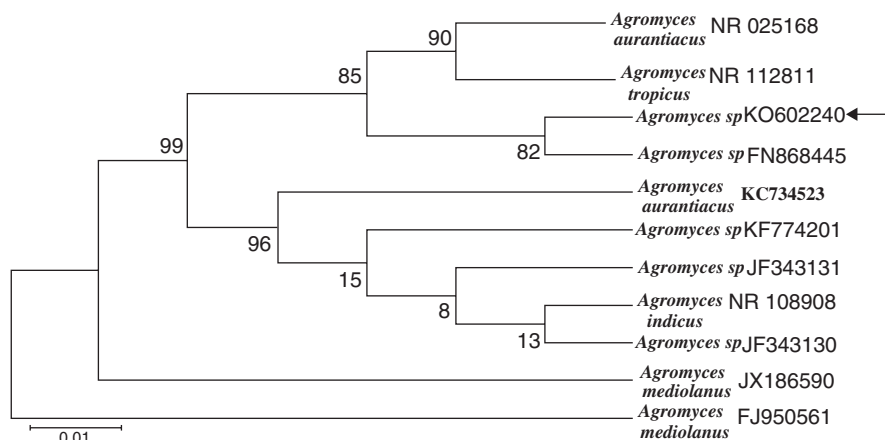 Agromyces
aurantiacus NR 025168
90
Agromyces NR 112811
tropicus
85
Agromyces sp KO602240
82
Agromyces sp FN868445
99
Agromyces
aurantiacus KC734523
96
Agromyces sp KF774201
15
Agromyces sp JF343131
8
Agromyces NR 108908
indicus
13
Agromyces sp JF343130
Agromyces JX186590
mediolanus
Agromyces FJ950561
mediolanus
0.01